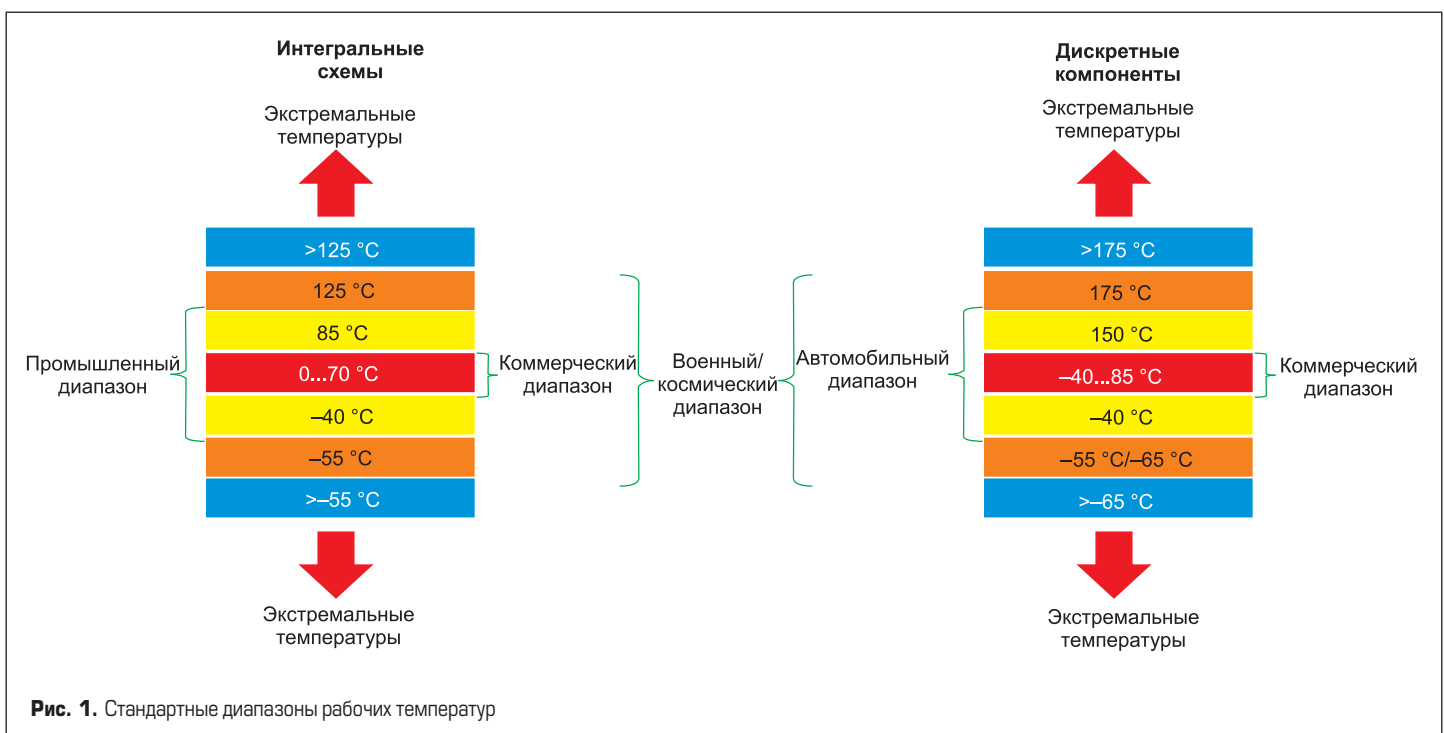 Интегральные
схемы
Экстремальные
температуры
>125 °C
125 °C
85 °C
0...70 °C
–40 °C
–55 °C
>–55 °C
Промышленный
диапазон
Коммерческий
диапазон
Экстремальные
температуры
Военный/
космический
диапазон
Дискретные
компоненты
Экстремальные
температуры
>175 °C
175 °C
150 °C
–40...85 °C
–40 °C
–55 °C/–65 °C
>–65 °C
Автомобильный
диапазон
Коммерческий
диапазон
Экстремальные
температуры
Рис. 1. Стандартные диапазоны рабочих температур